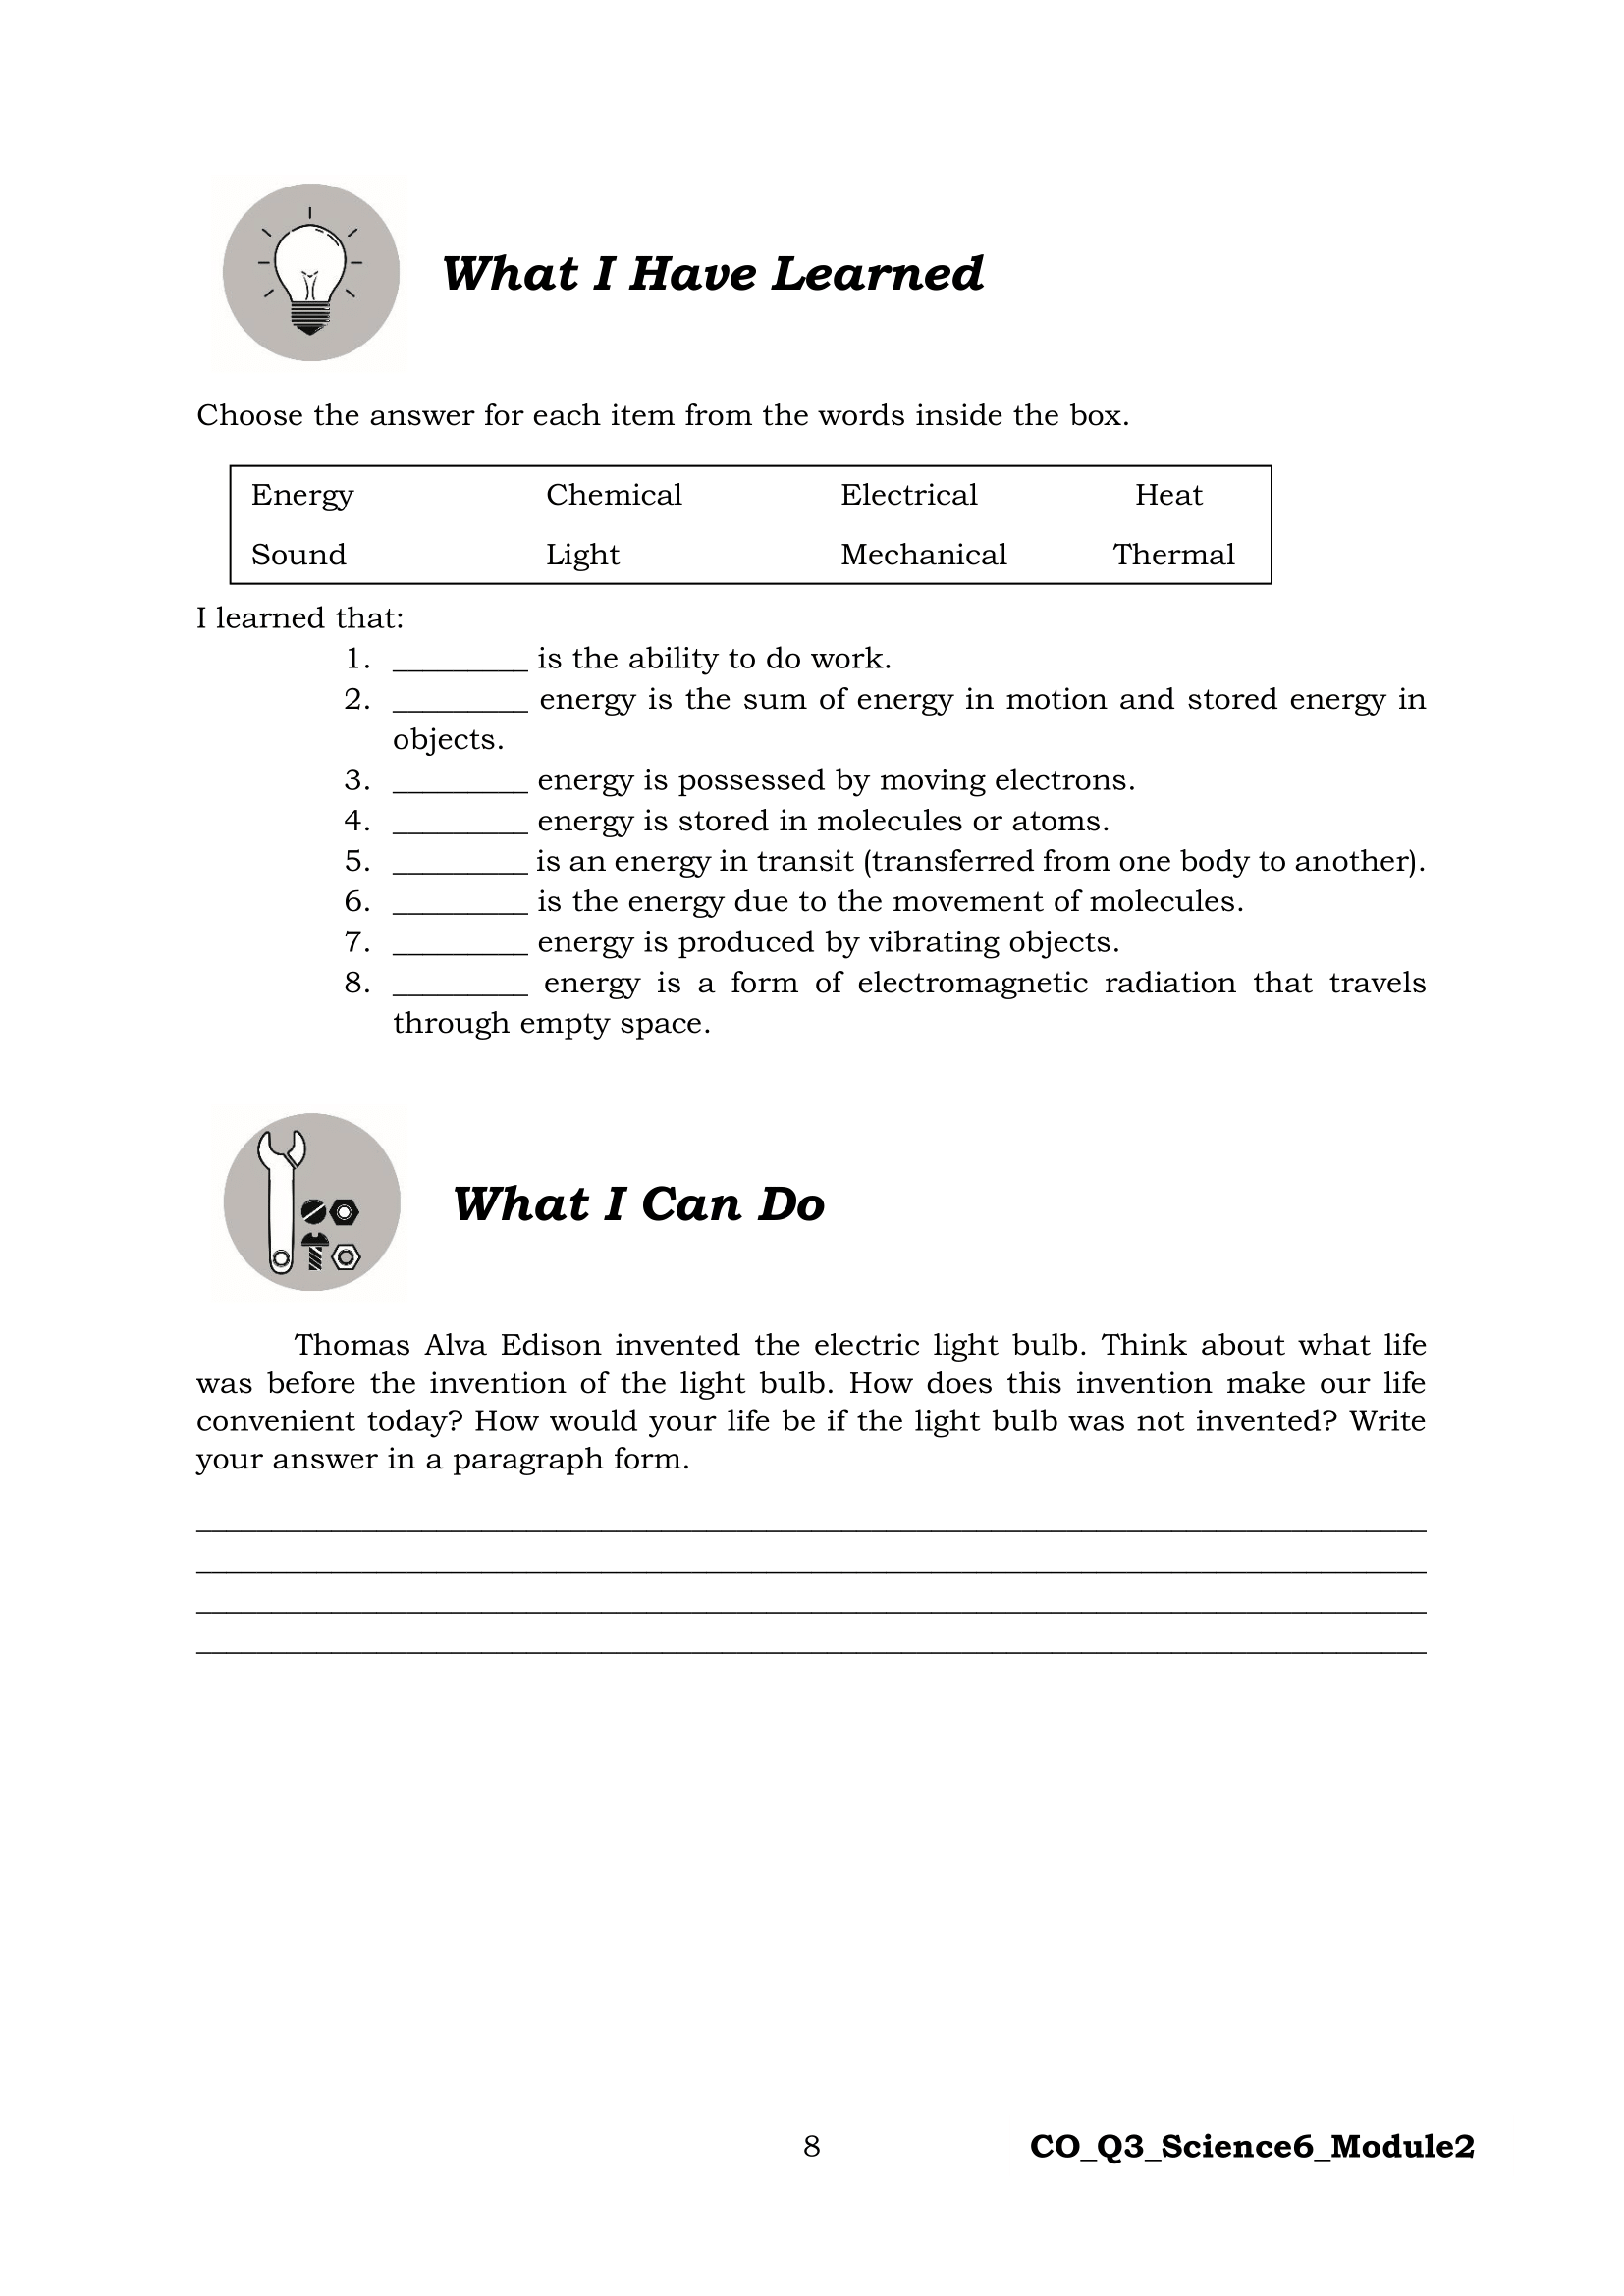 What I Have Learned
Choose the answer for each item from the words inside the box.
Energy Chemical Electrical Heat
Sound Light Mechanical Thermal
I learned that:
1. _________ is the ability to do work.
2. _________ energy is the sum of energy in motion and stored energy in
objects.
3. _________ energy is possessed by moving electrons.
4. _________ energy is stored in molecules or atoms.
5. _________ is an energy in transit (transferred from one body to another).
6. _________ is the energy due to the movement of molecules.
7. _________ energy is produced by vibrating objects.
8. _________ energy is a form of electromagnetic radiation that travels
through empty space.
What I Can Do
Thomas Alva Edison invented the electric light bulb. Think about what life
was before the invention of the light bulb. How does this invention make our life
convenient today? How would your life be if the light bulb was not invented? Write
your answer in a paragraph form.
8 CO_Q3_Science6_Module2